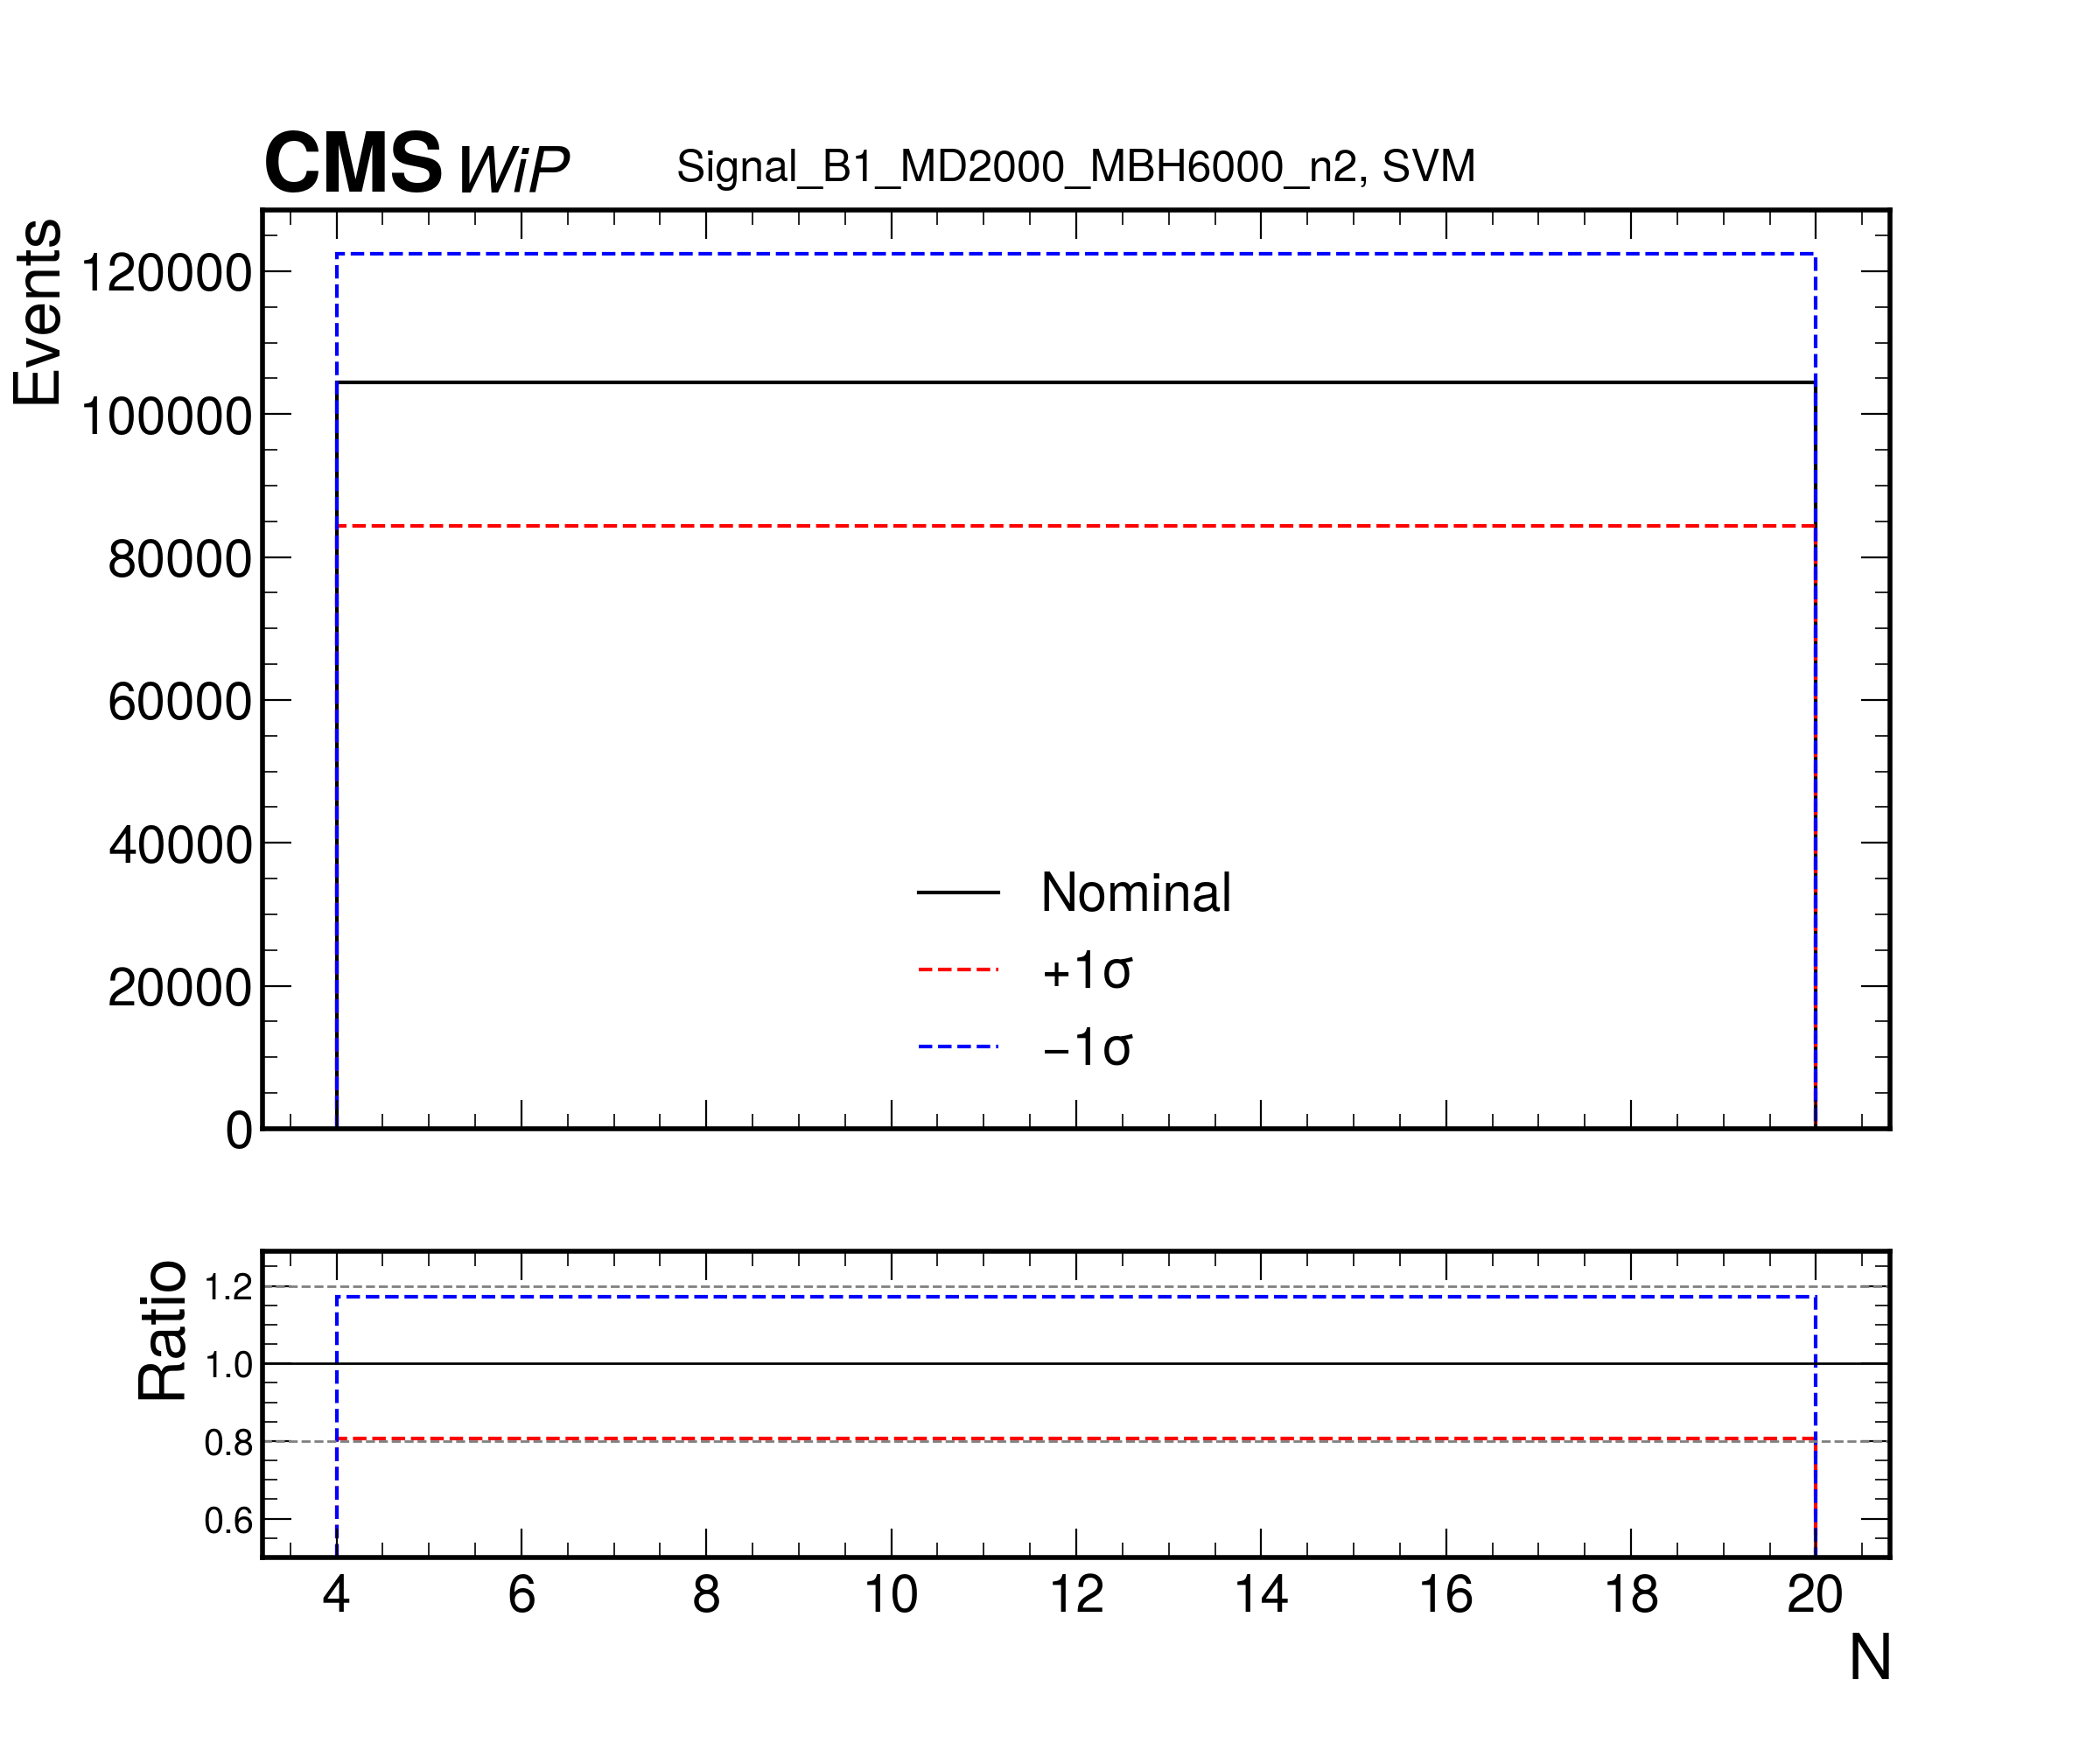 CMS WiP Signal_B1_MD2000_MBH6000_n2, SVM
Events
120000
100000
80000
60000
40000
20000
0
Nominal
+1σ
−1σ
Ratio
1.2
1.0
0.8
0.6
4 6 8 10 12 14 16 18 20
N